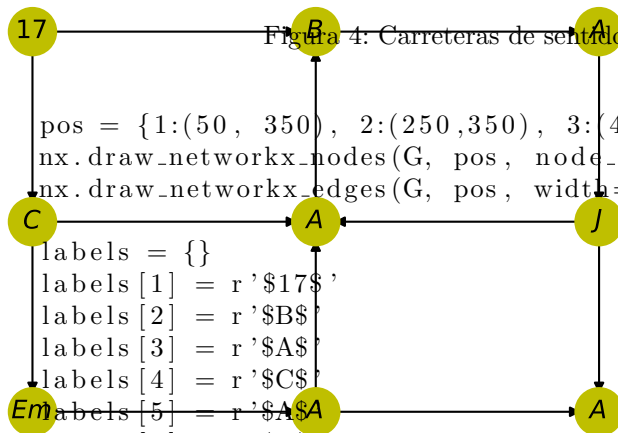 17 B A
Figura 4: Carreteras de sentido
pos = {1:(50, 350), 2:(250,350), 3:(4
nx.draw_networkx_nodes(G, pos, node_
nx.draw_networkx_edges(G, pos, width=
C A J
labels = {}
labels[1] = r'$17$'
labels[2] = r'$B$'
labels[3] = r'$A$'
labels[4] = r'$C$'
labels[5] = r'$A$
Em A A